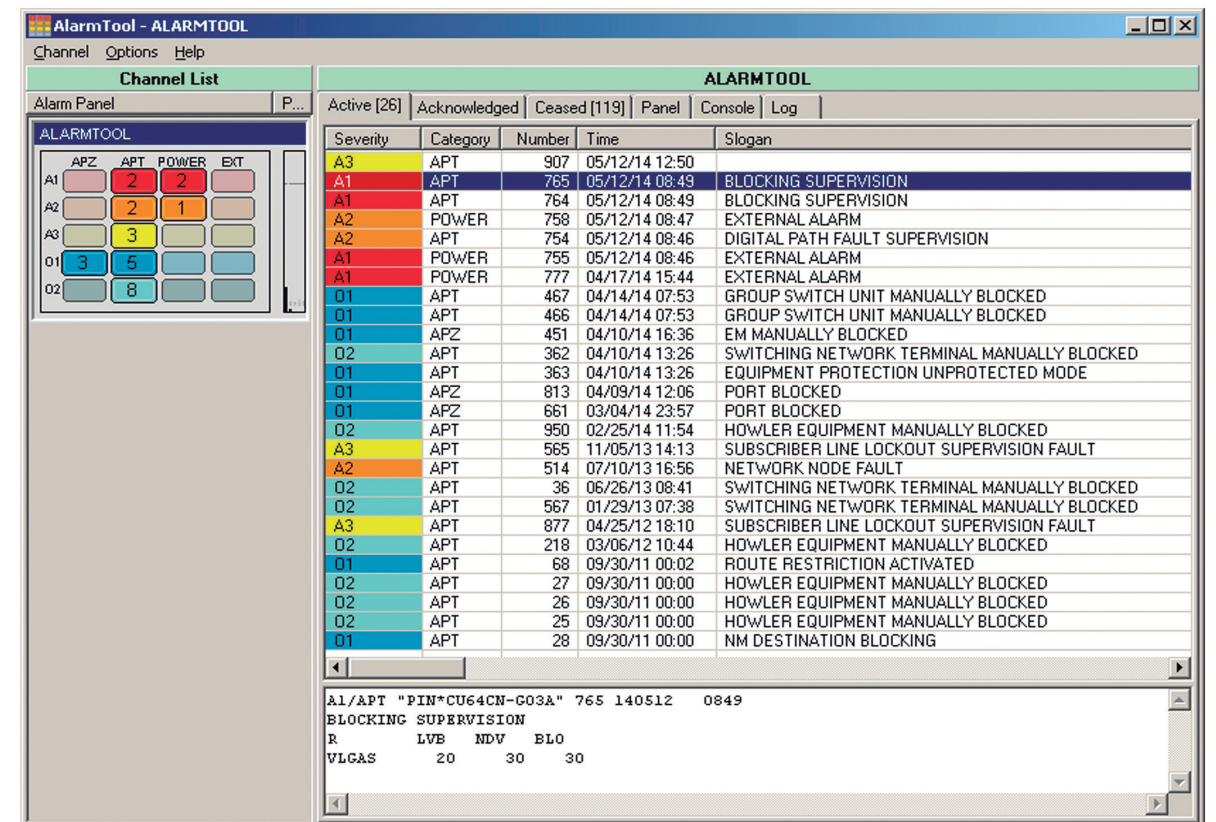 AlarmTool - ALARMTOOL
Channel Options Help
Channel List
ALARMTOOL
Alarm Panel P...
Active [26] Acknowledged Ceased [119] Panel Console Log
ALARMTOOL
APZ APT POWER EXT
A1 2 2
A2 2 1
A3 3
O1 3 5
O2 8
Severity Category Number Time Slogan
A3 APT 907 05/12/14 12:50
A1 APT 765 05/12/14 08:49 BLOCKING SUPERVISION
A1 APT 764 05/12/14 08:49 BLOCKING SUPERVISION
A2 POWER 758 05/12/14 08:47 EXTERNAL ALARM
A2 APT 754 05/12/14 08:46 DIGITAL PATH FAULT SUPERVISION
A1 POWER 755 05/12/14 08:46 EXTERNAL ALARM
A1 POWER 777 04/17/14 15:44 EXTERNAL ALARM
O1 APT 467 04/14/14 07:53 GROUP SWITCH UNIT MANUALLY BLOCKED
O1 APT 466 04/14/14 07:53 GROUP SWITCH UNIT MANUALLY BLOCKED
O1 APZ 451 04/10/14 16:36 EM MANUALLY BLOCKED
O2 APT 362 04/10/14 13:26 SWITCHING NETWORK TERMINAL MANUALLY BLOCKED
O1 APT 363 04/10/14 13:26 EQUIPMENT PROTECTION UNPROTECTED MODE
O1 APZ 813 04/09/14 12:06 PORT BLOCKED
O1 APZ 661 03/04/14 23:57 PORT BLOCKED
O2 APT 950 02/25/14 11:54 HOWLER EQUIPMENT MANUALLY BLOCKED
A3 APT 565 11/05/13 14:13 SUBSCRIBER LINE LOCKOUT SUPERVISION FAULT
A2 APT 514 07/10/13 16:56 NETWORK NODE FAULT
O2 APT 36 06/26/13 08:41 SWITCHING NETWORK TERMINAL MANUALLY BLOCKED
O2 APT 567 01/29/13 07:38 SWITCHING NETWORK TERMINAL MANUALLY BLOCKED
A3 APT 877 04/25/12 18:10 SUBSCRIBER LINE LOCKOUT SUPERVISION FAULT
O2 APT 218 03/06/12 10:44 HOWLER EQUIPMENT MANUALLY BLOCKED
O1 APT 68 09/30/11 00:02 ROUTE RESTRICTION ACTIVATED
O2 APT 27 09/30/11 00:00 HOWLER EQUIPMENT MANUALLY BLOCKED
O2 APT 26 09/30/11 00:00 HOWLER EQUIPMENT MANUALLY BLOCKED
O2 APT 25 09/30/11 00:00 HOWLER EQUIPMENT MANUALLY BLOCKED
O1 APT 28 09/30/11 00:00 NM DESTINATION BLOCKING
A1/APT "PIN*CU64CN-G03A" 765 140512 0849
BLOCKING SUPERVISION
R LVB NDV BLO
VLGAS 20 30 30